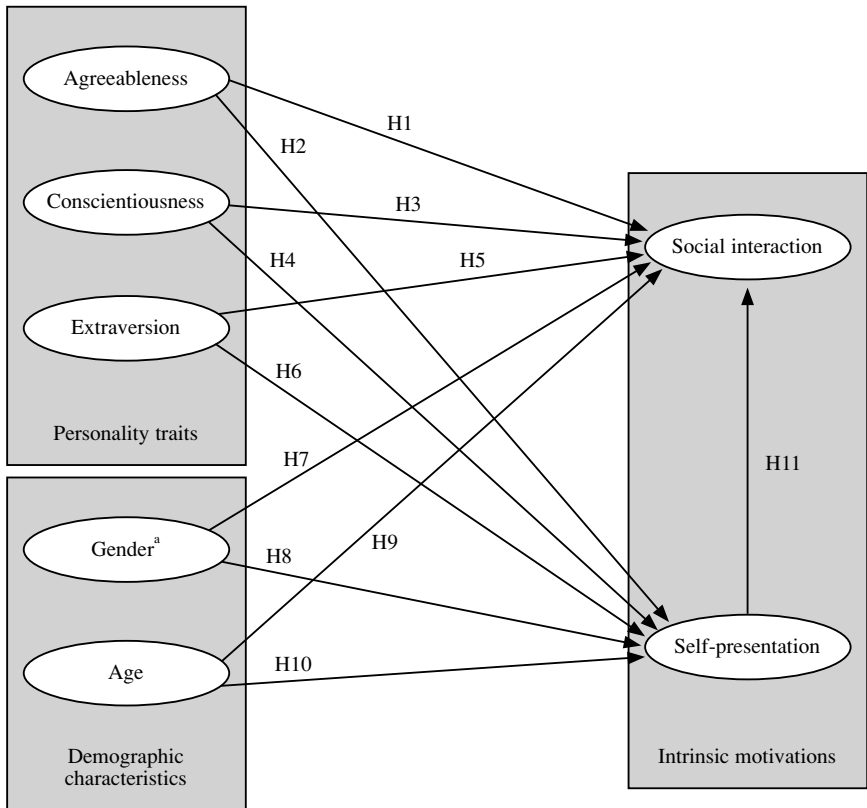 Agreeableness
H1
H2
Conscientiousness
H3
Social interaction
H4
H5
Extraversion
H6
Personality traits
H7
H11
Gender^a
H8
H9
Self-presentation
Age
H10
Demographic
characteristics
Intrinsic motivations